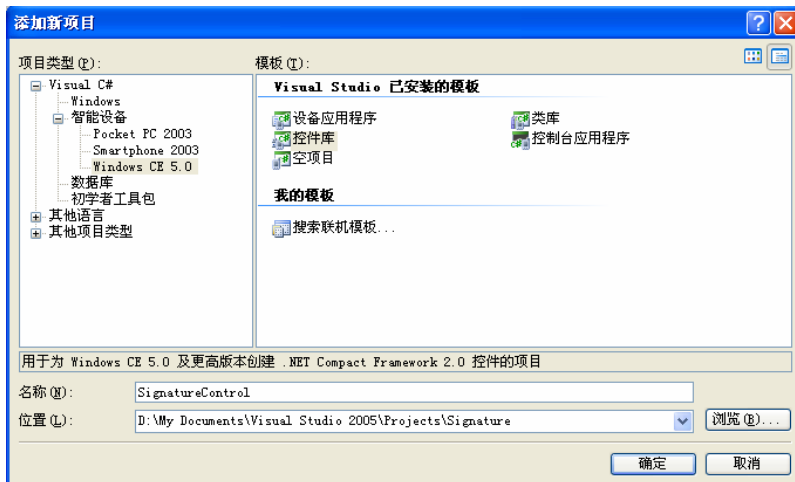 添加新项目
项目类型(P):
模板(T):
Visual C#
Windows
智能设备
Pocket PC 2003
Smartphone 2003
Windows CE 5.0
数据库
初学者工具包
其他语言
其他项目类型
Visual Studio 已安装的模板
设备应用程序
类库
控件库
控制台应用程序
空项目
我的模板
搜索联机模板...
用于为 Windows CE 5.0 及更高版本创建 .NET Compact Framework 2.0 控件的项目
名称(N):
SignatureControl
位置(L):
D:\My Documents\Visual Studio 2005\Projects\Signature
浏览(B)...
确定
取消